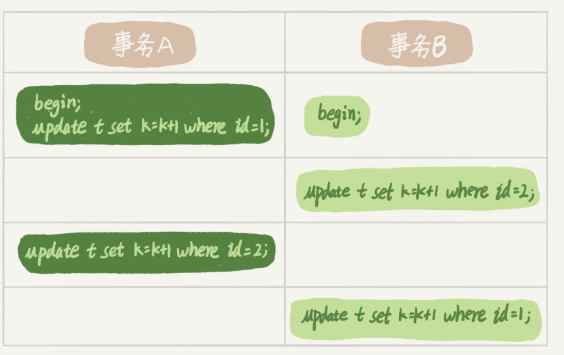 事务A
事务B
begin;
update t set k=k+1 where id=1;
begin;
update t set k=k+1 where id=2;
update t set k=k+1 where id=2;
update t set k=k+1 where id=1;